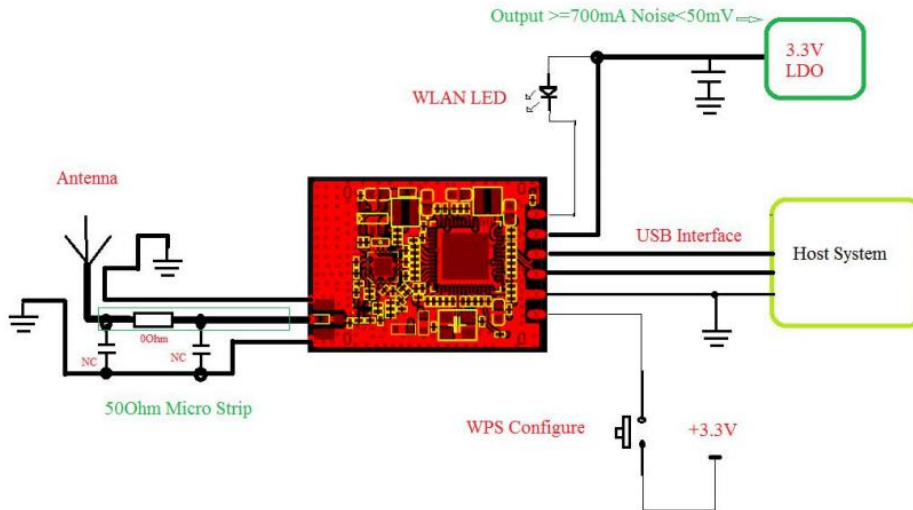 Output >=700mA Noise<50mV
3.3V
LDO
WLAN LED
Antenna
USB Interface
Host System
0Ohm
NC
NC
50Ohm Micro Strip
WPS Configure
+3.3V